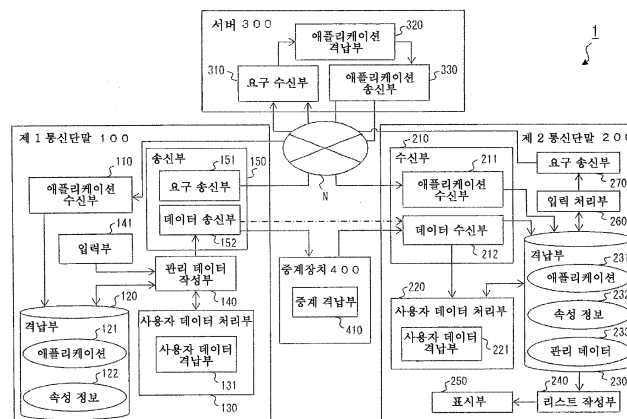 1
서버 300
320
애플리케이션
격납부
310
330
요구 수신부
애플리케이션
송신부
제1통신단말 100
제2통신단말 200
N
110
애플리케이션
수신부
송신부
151
150
요구 송신부
데이터 송신부
152
141
입력부
관리 데이터
작성부
140
120
격납부
121
애플리케이션
122
속성 정보
사용자 데이터 처리부
사용자 데이터
격납부
131
130
중계장치 400
중계 격납부
410
210
수신부
211
애플리케이션
수신부
데이터 수신부
212
220
사용자 데이터 처리부
사용자 데이터
격납부
221
요구 송신부
270
입력 처리부
260
격납부
231
애플리케이션
232
속성 정보
233
관리 데이터
230
250
표시부
240
리스트 작성부